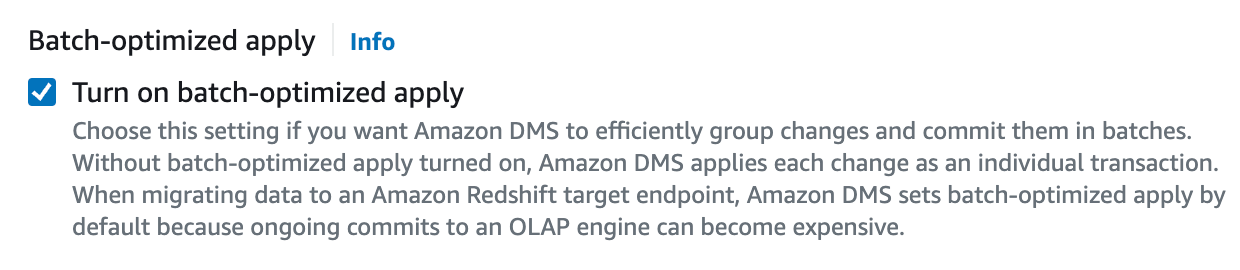 Batch-optimized apply Info
Turn on batch-optimized apply
Choose this setting if you want Amazon DMS to efficiently group changes and commit them in batches.
Without batch-optimized apply turned on, Amazon DMS applies each change as an individual transaction.
When migrating data to an Amazon Redshift target endpoint, Amazon DMS sets batch-optimized apply by
default because ongoing commits to an OLAP engine can become expensive.